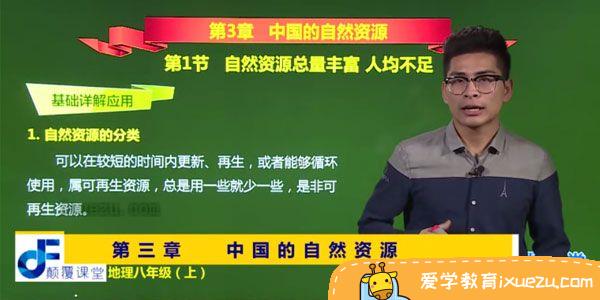 第3章 中国的自然资源
第1节 自然资源总量丰富 人均不足
基础详解应用
1. 自然资源的分类
可以在较短的时间内更新、再生，或者能够循环
使用，属可再生资源，总是用一些就少一些，是非可
再生资源。
第三章 中国的自然资源
颠覆课堂
地理八年级（上）
爱学教育ixuezu.com